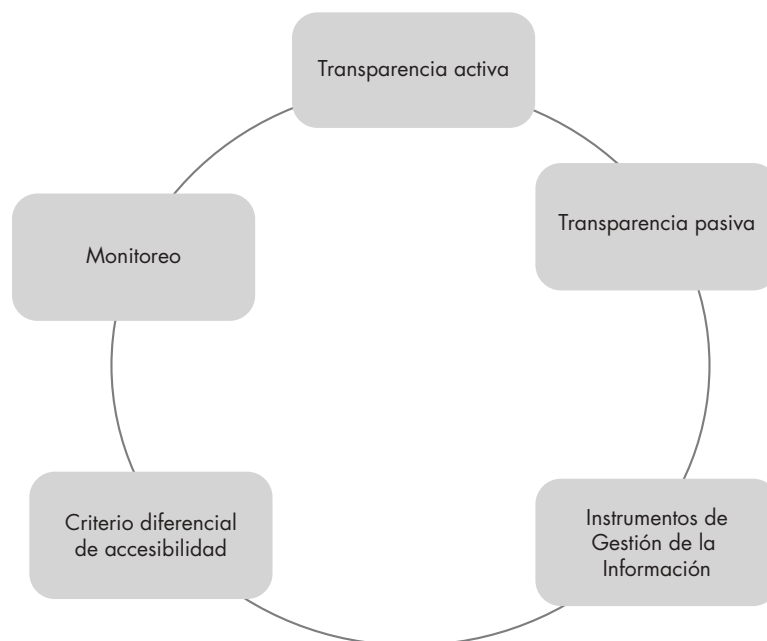 Transparencia activa
Transparencia pasiva
Instrumentos de
Gestión de la
Información
Criterio diferencial
de accesibilidad
Monitoreo